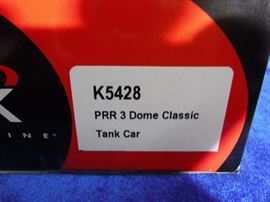 K5428
PRR 3 Dome Classic
Tank Car